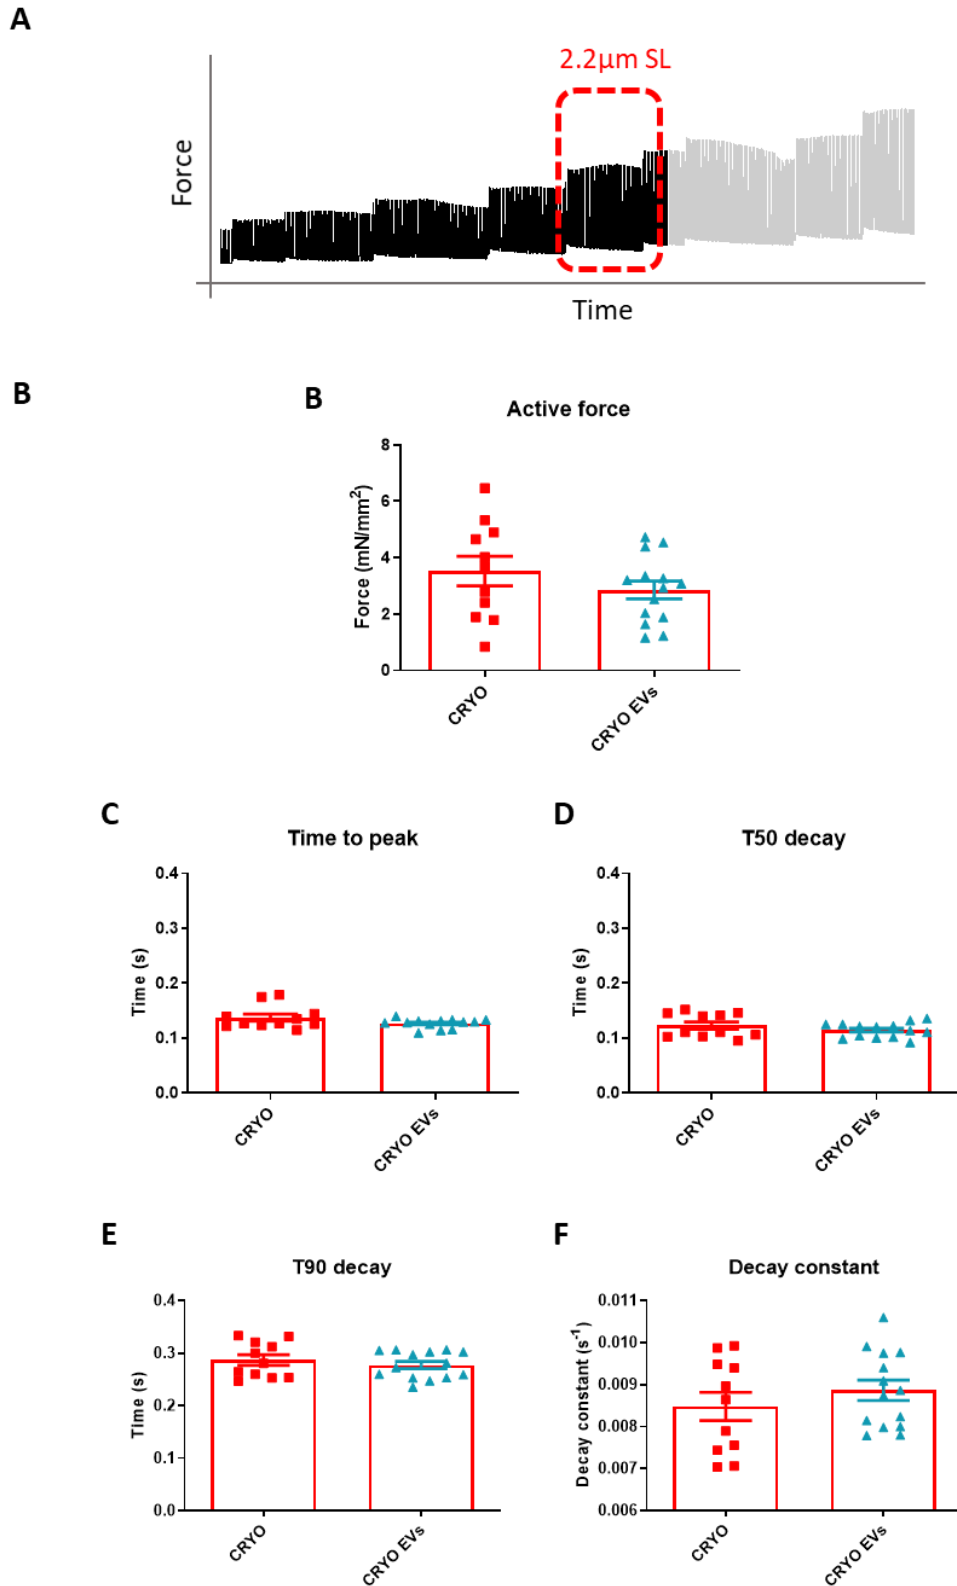 A
2.2μm SL
Force
Time
B
B
Active force
Force (mN/mm²)
8
6
4
2
0
CRYO
CRYO EVs
C
Time to peak
Time (s)
0.4
0.3
0.2
0.1
0.0
CRYO
CRYO EVs
D
T50 decay
Time (s)
0.4
0.3
0.2
0.1
0.0
CRYO
CRYO EVs
E
T90 decay
Time (s)
0.4
0.3
0.2
0.1
0.0
CRYO
CRYO EVs
F
Decay constant
Decay constant (s⁻¹)
0.011
0.010
0.009
0.008
0.007
0.006
CRYO
CRYO EVs